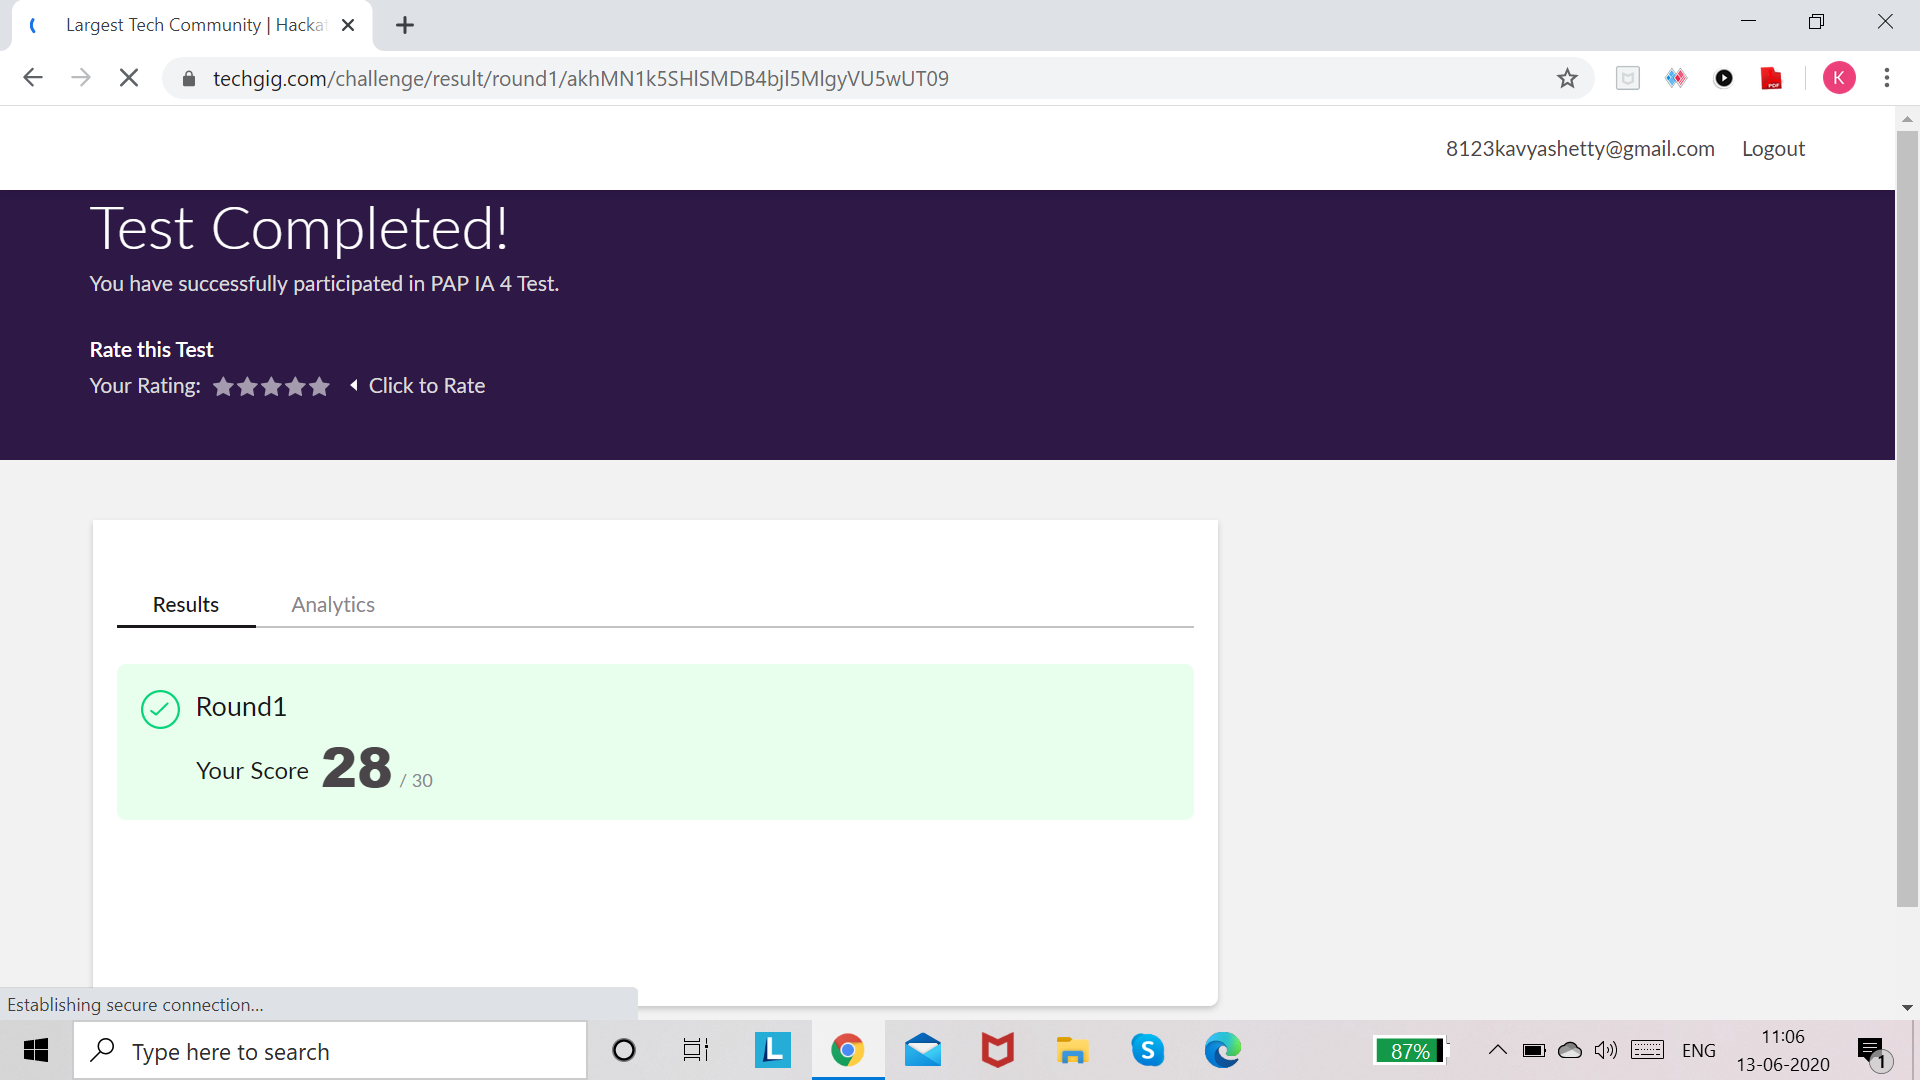 Largest Tech Community | Hacka
techgig.com/challenge/result/round1/akhMN1k5SHlSMDB4bjl5MlgyVU5wUT09
K
PDF
8123kavyashetty@gmail.com Logout
Test Completed!
You have successfully participated in PAP IA 4 Test.
Rate this Test
Your Rating: Click to Rate
Results Analytics
Round1
Your Score 28 / 30
Establishing secure connection...
Type here to search
L
S
87%
ENG
11:06
13-06-2020
1